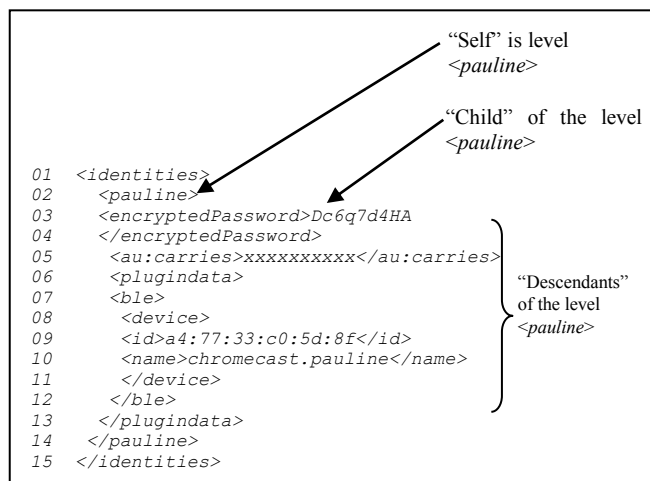 “Self” is level
<pauline>
“Child” of the level
<pauline>
01 <identities>
02 <pauline>
03 <encryptedPassword>Dc6q7d4HA
04 </encryptedPassword>
05 <au:carries>xxxxxxxxxx</au:carries>
06 <plugindata>
07 <ble>
08 <device>
09 <id>a4:77:33:c0:5d:8f</id>
10 <name>chromecast.pauline</name>
11 </device>
12 </ble>
13 </plugindata>
14 </pauline>
15 </identities>
“Descendants”
of the level
<pauline>